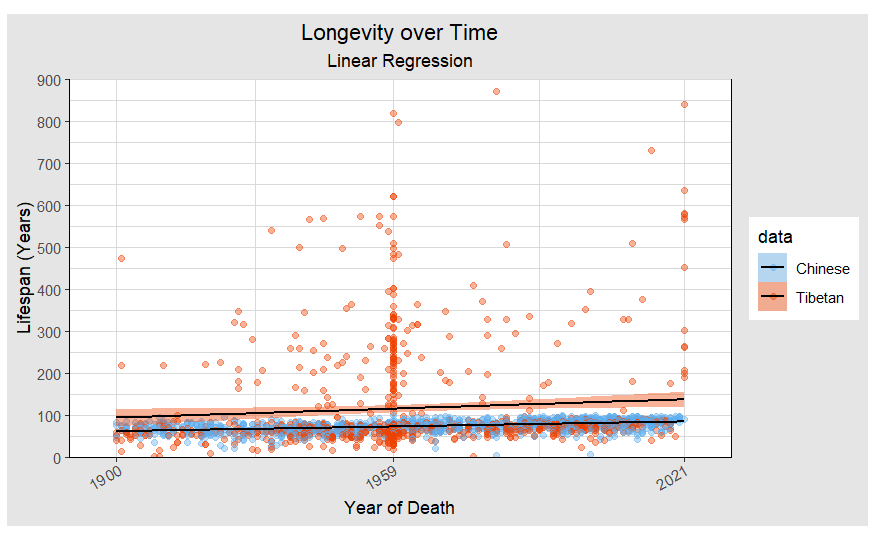 Longevity over Time
Linear Regression
Lifespan (Years)
900
800
700
600
500
400
300
200
100
0
1900
1959
2021
Year of Death
data
Chinese
Tibetan